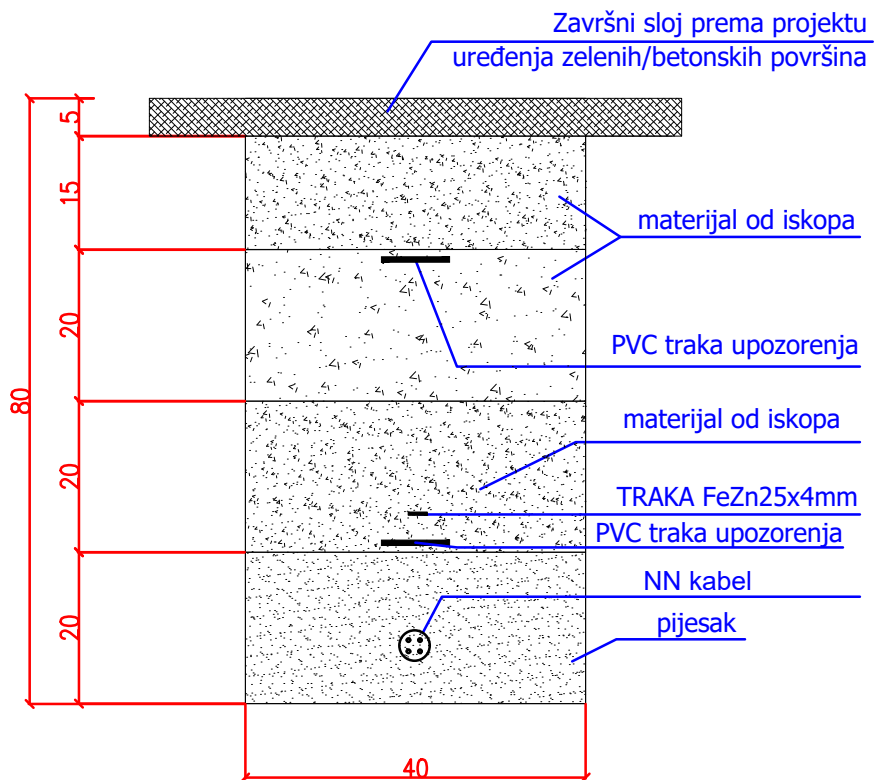 Završni sloj prema projektu
uređenja zelenih/betonskih površina
5
15
materijal od iskopa
20
PVC traka upozorenja
80
materijal od iskopa
20
TRAKA FeZn25x4mm
PVC traka upozorenja
NN kabel
20
pijesak
40